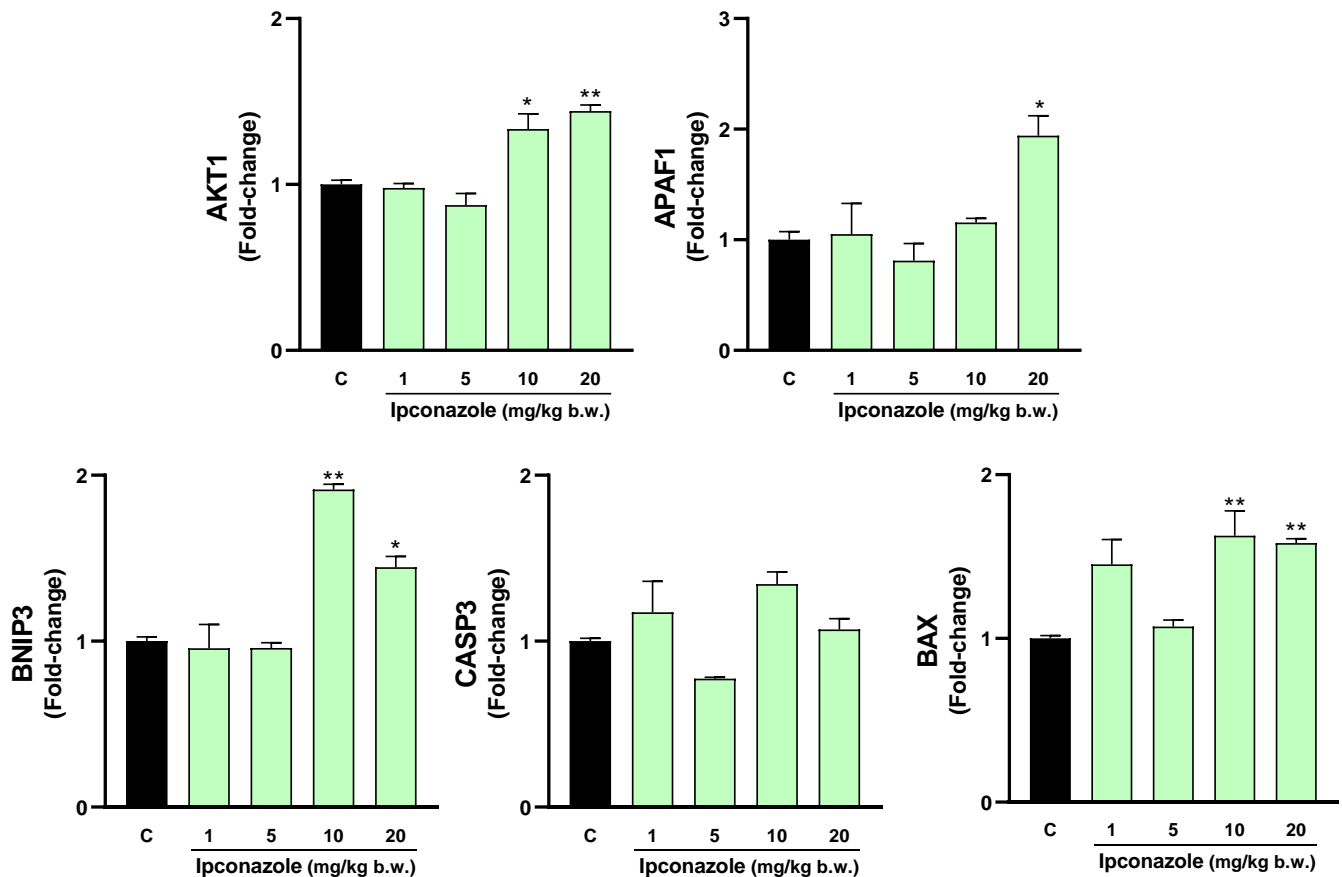 AKT1
(Fold-change)
2
1
0
* **
C 1 5 10 20
Ipconazole (mg/kg b.w.)
APAF1
(Fold-change)
3
2
1
0
*
C 1 5 10 20
Ipconazole (mg/kg b.w.)
BNIP3
(Fold-change)
2
1
0
**
*
C 1 5 10 20
Ipconazole (mg/kg b.w.)
CASP3
(Fold-change)
2
1
0
C 1 5 10 20
Ipconazole (mg/kg b.w.)
BAX
(Fold-change)
2
1
0
**
**
C 1 5 10 20
Ipconazole (mg/kg b.w.)